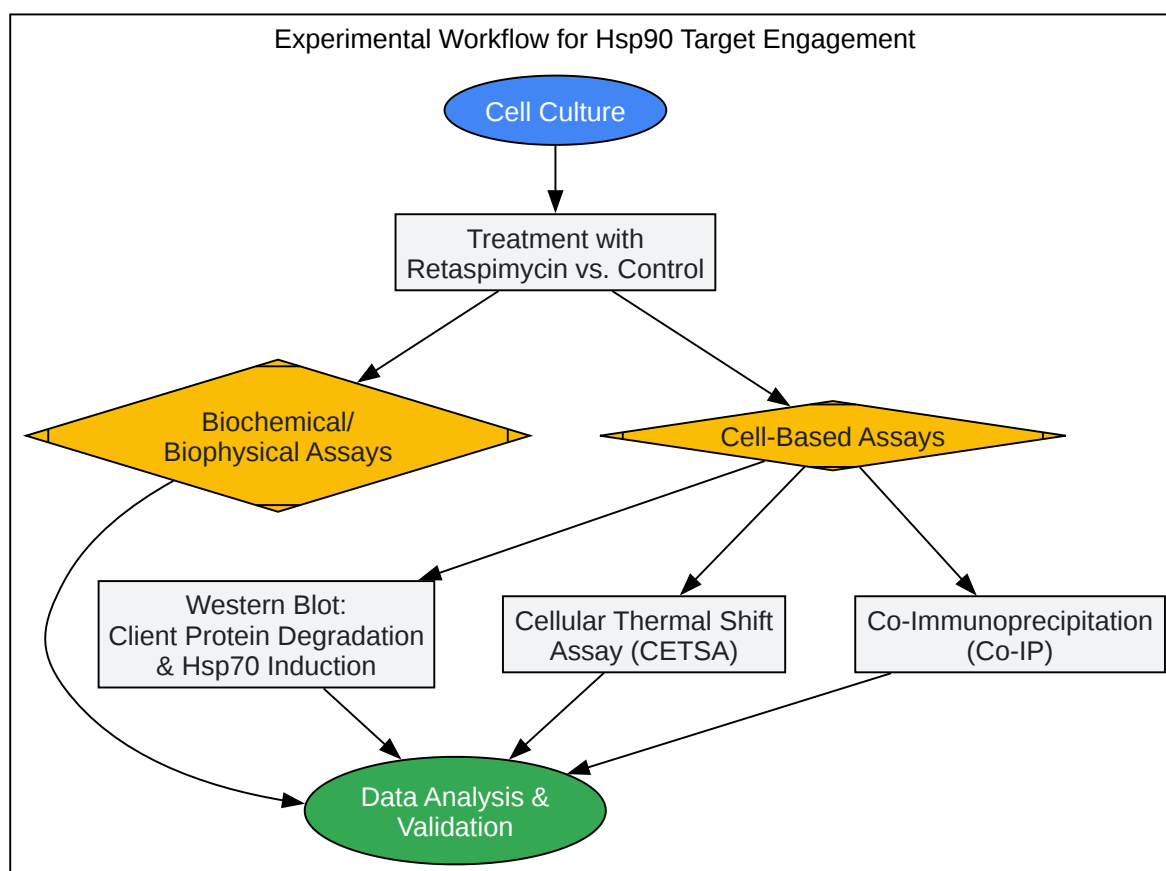 Experimental Workflow for Hsp90 Target Engagement
Cell Culture
Treatment with
Retaspimycin vs. Control
Biochemical/
Biophysical Assays
Cell-Based Assays
Western Blot:
Client Protein Degradation
& Hsp70 Induction
Cellular Thermal Shift
Assay (CETSA)
Co-Immunoprecipitation
(Co-IP)
Data Analysis &
Validation